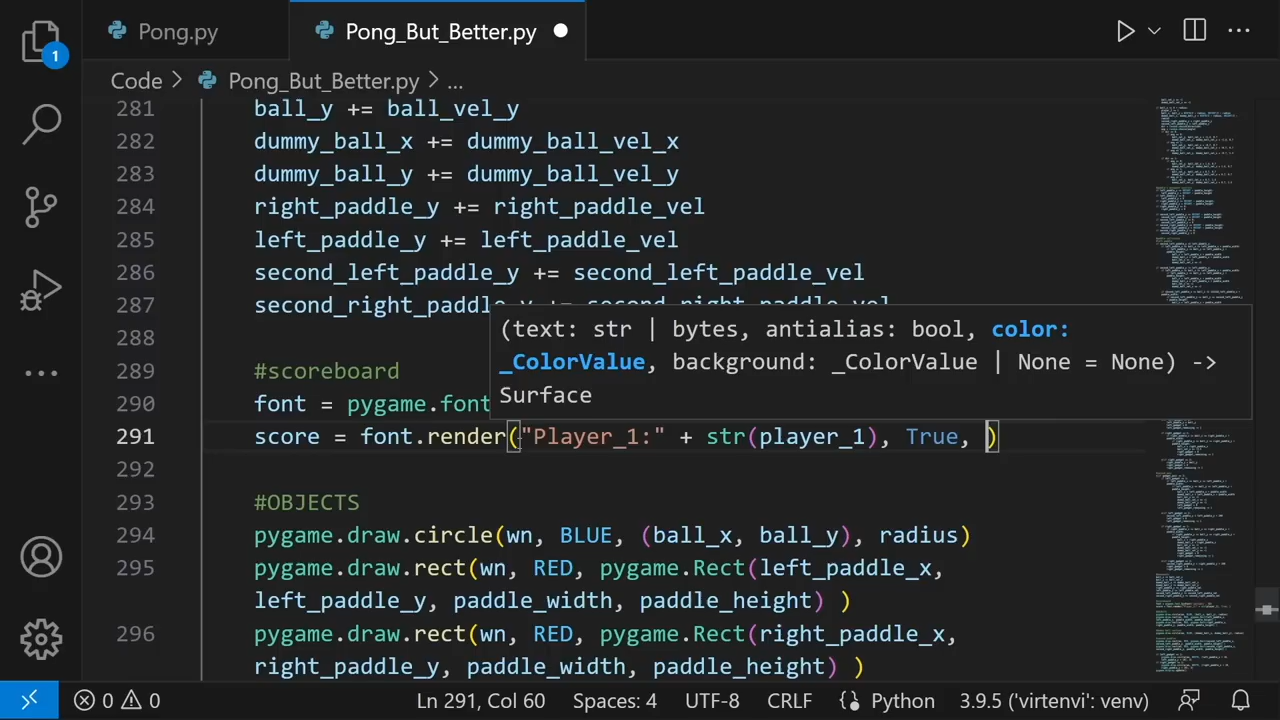 Pong.py
Pong_But_Better.py
Code > Pong_But_Better.py > ...
1
281 ball_y += ball_vel_y
282 dummy_ball_x += dummy_ball_vel_x
283 dummy_ball_y += dummy_ball_vel_y
284 right_paddle_y += right_paddle_vel
285 left_paddle_y += left_paddle_vel
286 second_left_paddle_y += second_left_paddle_vel
287 second_right_paddle_y += second_right_paddle_vel
(text: str | bytes, antialias: bool, color:
288
_ColorValue, background: _ColorValue | None = None) ->
289 #scoreboard
Surface
290 font = pygame.font
291 score = font.render("Player_1:" + str(player_1), True, )
292
293 #OBJECTS
294 pygame.draw.circle(wn, BLUE, (ball_x, ball_y), radius)
295 pygame.draw.rect(wn, RED, pygame.Rect(left_paddle_x,
left_paddle_y, paddle_width, paddle_height) )
296 pygame.draw.rect(wn, RED, pygame.Rect(right_paddle_x,
right_paddle_y, paddle_width, paddle_height) )
0 0 Ln 291, Col 60 Spaces: 4 UTF-8 CRLF {} Python 3.9.5 ('virtenvi': venv)